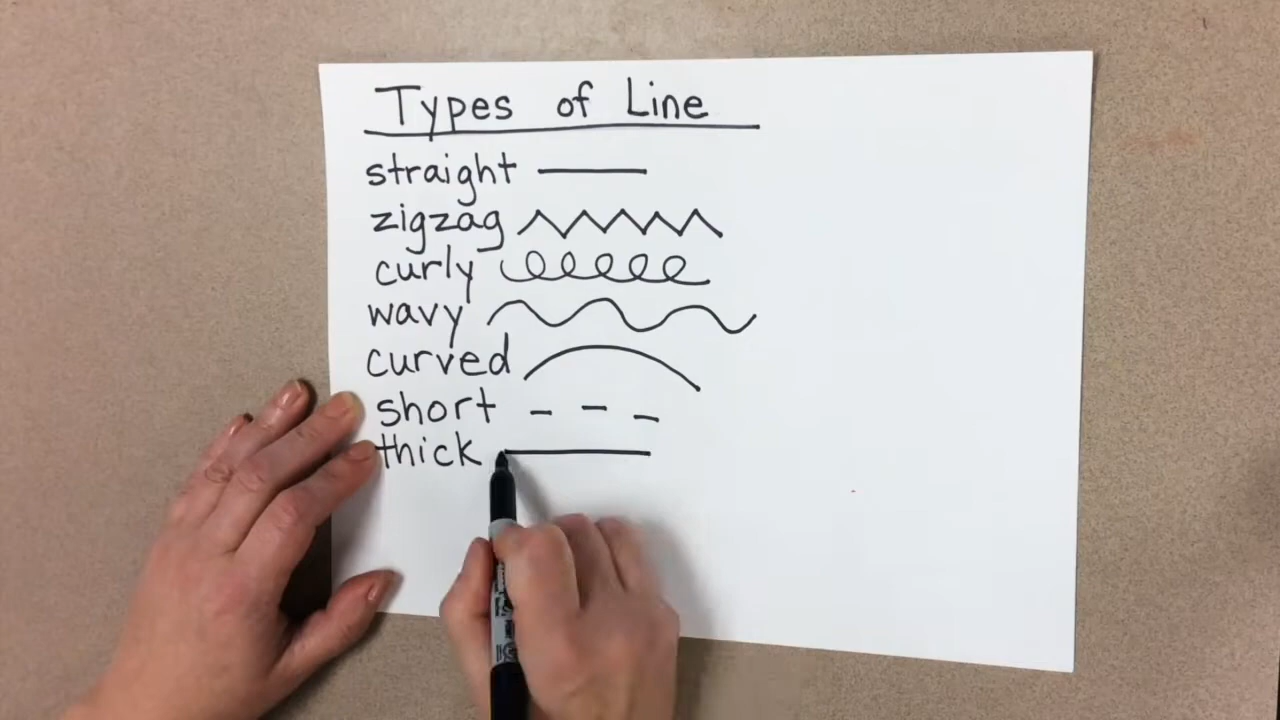 Types of Line
straight
zigzag
curly
wavy
curved
short
thick